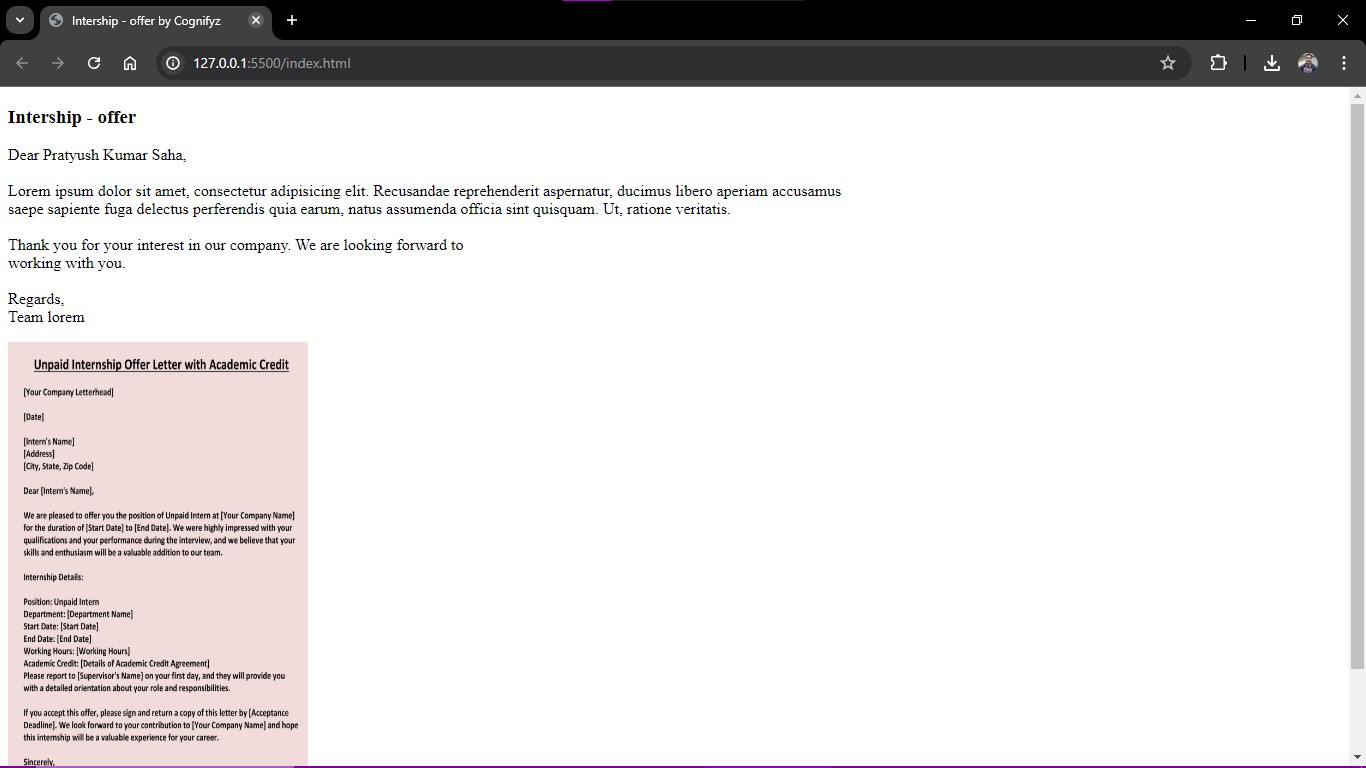 Intership - offer by Cognifyz
127.0.0.1:5500/index.html
Intership - offer
Dear Pratyush Kumar Saha,
Lorem ipsum dolor sit amet, consectetur adipisicing elit. Recusandae reprehenderit aspernatur, ducimus libero aperiam accusamus
saepe sapiente fuga delectus perferendis quia earum, natus assumenda officia sint quisquam. Ut, ratione veritatis.
Thank you for your interest in our company. We are looking forward to
working with you.
Regards,
Team lorem
Unpaid Internship Offer Letter with Academic Credit
[Your Company Letterhead]
[Date]
[Intern's Name]
[Address]
[City, State, Zip Code]
Dear [Intern's Name],
We are pleased to offer you the position of Unpaid Intern at [Your Company Name]
for the duration of [Start Date] to [End Date]. We were highly impressed with your
qualifications and your performance during the interview, and we believe that your
skills and enthusiasm will be a valuable addition to our team.
Internship Details:
Position: Unpaid Intern
Department: [Department Name]
Start Date: [Start Date]
End Date: [End Date]
Working Hours: [Working Hours]
Academic Credit: [Details of Academic Credit Agreement]
Please report to [Supervisor's Name] on your first day, and they will provide you
with a detailed orientation about your role and responsibilities.
If you accept this offer, please sign and return a copy of this letter by [Acceptance
Deadline]. We look forward to your contribution to [Your Company Name] and hope
this internship will be a valuable experience for your career.
Sincerely,